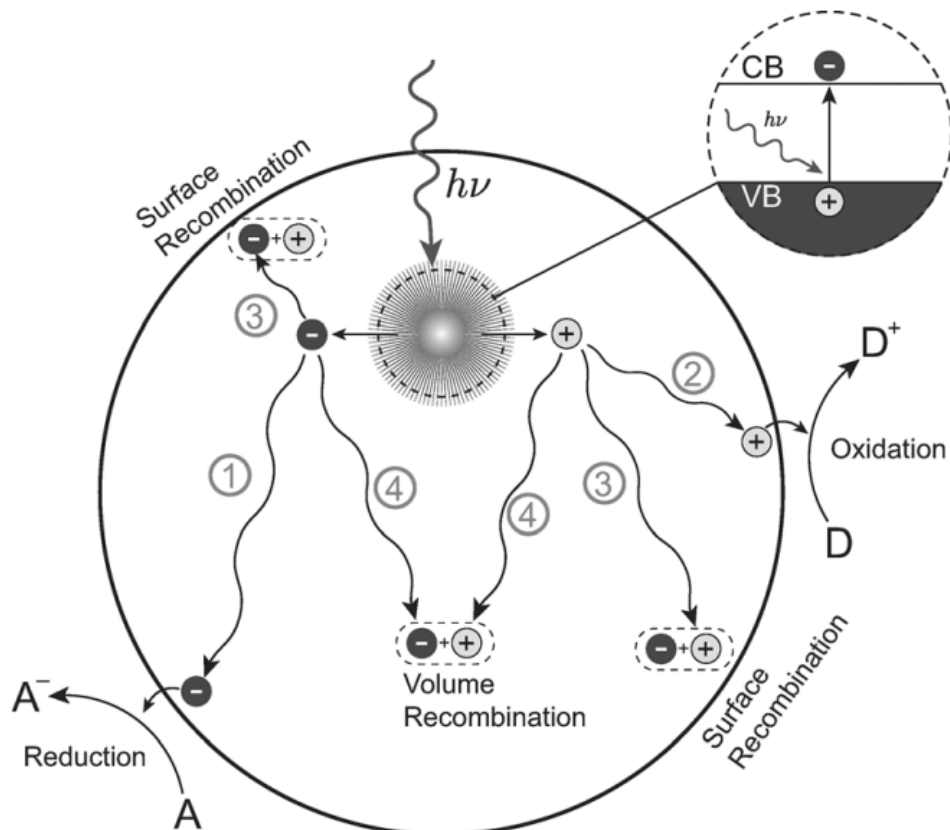 CB
hν
VB
hν
Surface
Recombination
- + +
3
-
+
2
D⁺
+
Oxidation
D
1
4
4
3
- + +
Volume
Recombination
- + +
Surface
Recombination
-
A⁻
Reduction
A